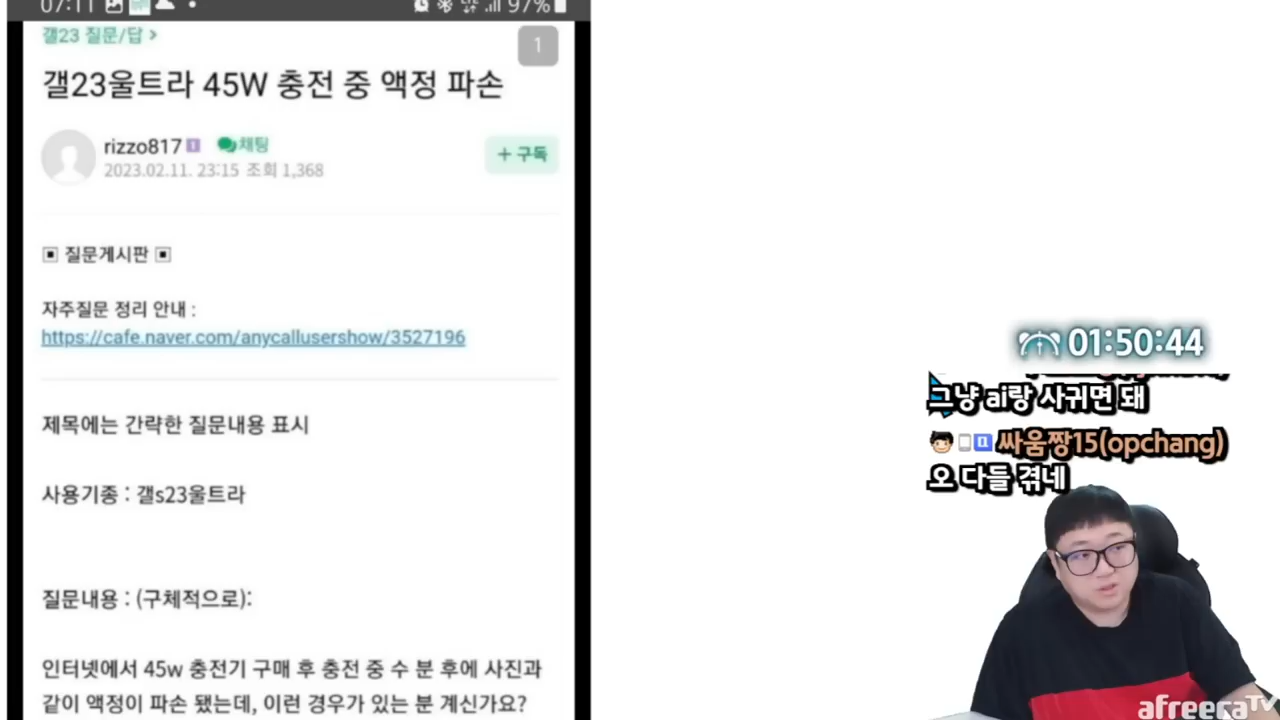 07:11
97%
갤23 질문/답 >
1
갤23울트라 45W 충전 중 액정 파손
rizzo817 채팅
+ 구독
2023.02.11. 23:15 조회 1,368
▣ 질문게시판 ▣
자주질문 정리 안내 :
https://cafe.naver.com/anycallusershow/3527196
제목에는 간략한 질문내용 표시
사용기종 : 갤s23울트라
질문내용 : (구체적으로):
인터넷에서 45w 충전기 구매 후 충전 중 수 분 후에 사진과
같이 액정이 파손 됐는데, 이런 경우가 있는 분 계신가요?
01:50:44
그냥 ai랑 사귀면 돼
싸움짱15(opchang)
오 다들 겪네
afreecaTV